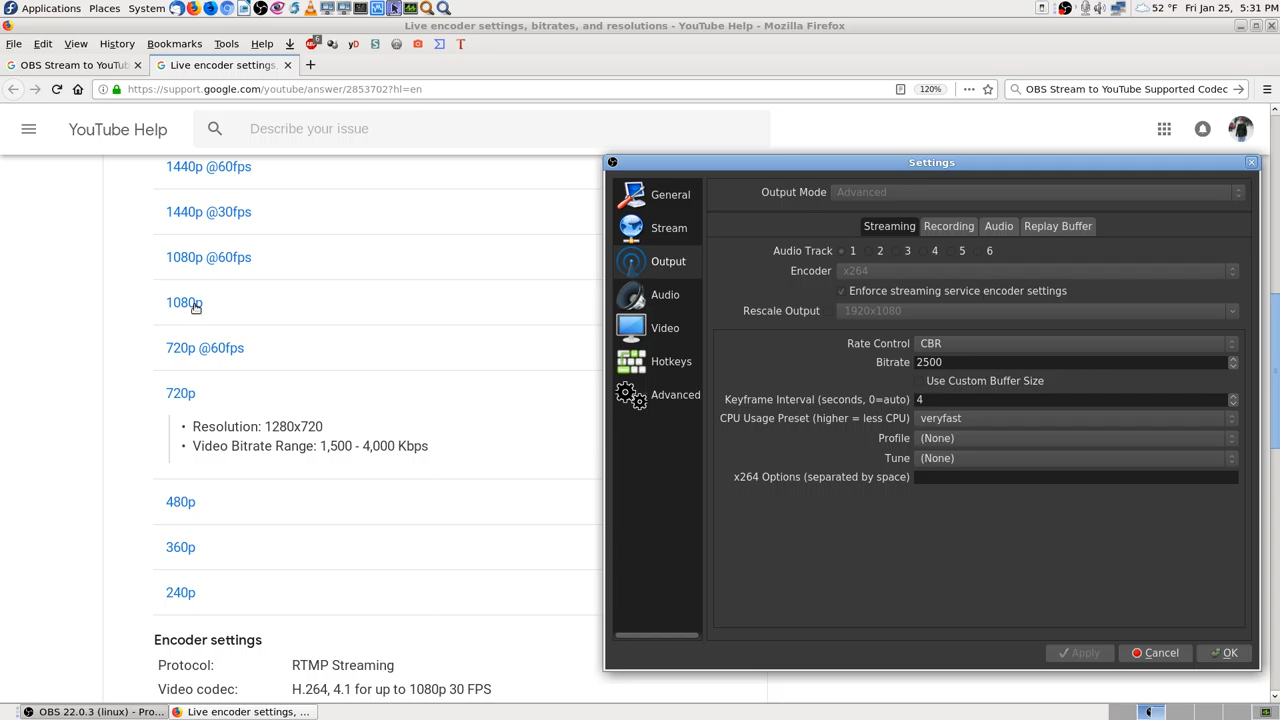 Applications Places System 52 °F Fri Jan 25, 5:31 PM
Live encoder settings, bitrates, and resolutions - YouTube Help - Mozilla Firefox
File Edit View History Bookmarks Tools Help
OBS Stream to YouTub
Live encoder settings,
https://support.google.com/youtube/answer/2853702?hl=en
120%
OBS Stream to YouTube Supported Codec
YouTube Help
Describe your issue
1440p @60fps
1440p @30fps
1080p @60fps
1080p
720p @60fps
720p
• Resolution: 1280x720
• Video Bitrate Range: 1,500 - 4,000 Kbps
480p
360p
240p
Encoder settings
Protocol: RTMP Streaming
Video codec: H.264, 4.1 for up to 1080p 30 FPS
Settings
General
Stream
Output
Audio
Video
Hotkeys
Advanced
Output Mode Advanced
Streaming Recording Audio Replay Buffer
Audio Track 1 2 3 4 5 6
Encoder x264
Enforce streaming service encoder settings
Rescale Output 1920x1080
Rate Control CBR
Bitrate 2500
Use Custom Buffer Size
Keyframe Interval (seconds, 0=auto) 4
CPU Usage Preset (higher = less CPU) veryfast
Profile (None)
Tune (None)
x264 Options (separated by space)
Apply Cancel OK
OBS 22.0.3 (linux) - Pro...
Live encoder settings, ...